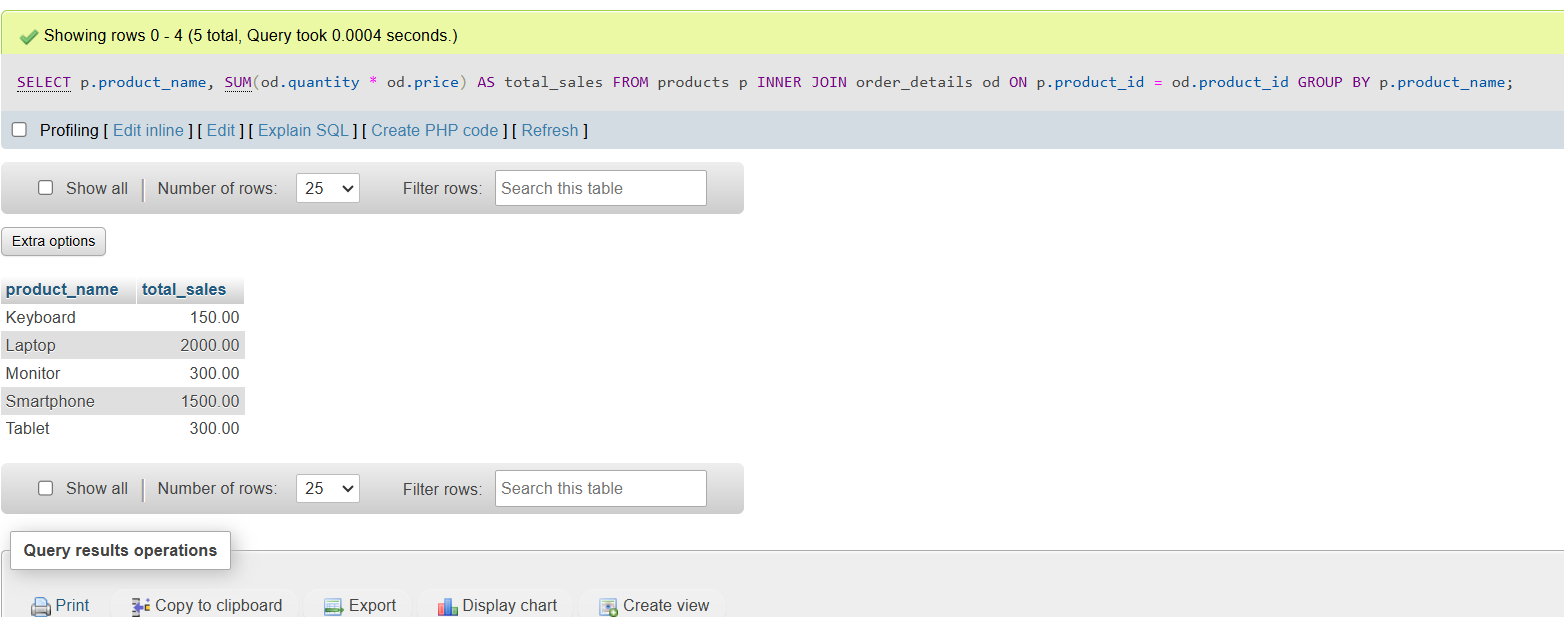 Showing rows 0 - 4 (5 total, Query took 0.0004 seconds.)
SELECT p.product_name, SUM(od.quantity * od.price) AS total_sales FROM products p INNER JOIN order_details od ON p.product_id = od.product_id GROUP BY p.product_name;
Profiling [ Edit inline ] [ Edit ] [ Explain SQL ] [ Create PHP code ] [ Refresh ]
Show all | Number of rows: 25 Filter rows: Search this table
Extra options
product_name total_sales
Keyboard 150.00
Laptop 2000.00
Monitor 300.00
Smartphone 1500.00
Tablet 300.00
Show all | Number of rows: 25 Filter rows: Search this table
Query results operations
Print Copy to clipboard Export Display chart Create view